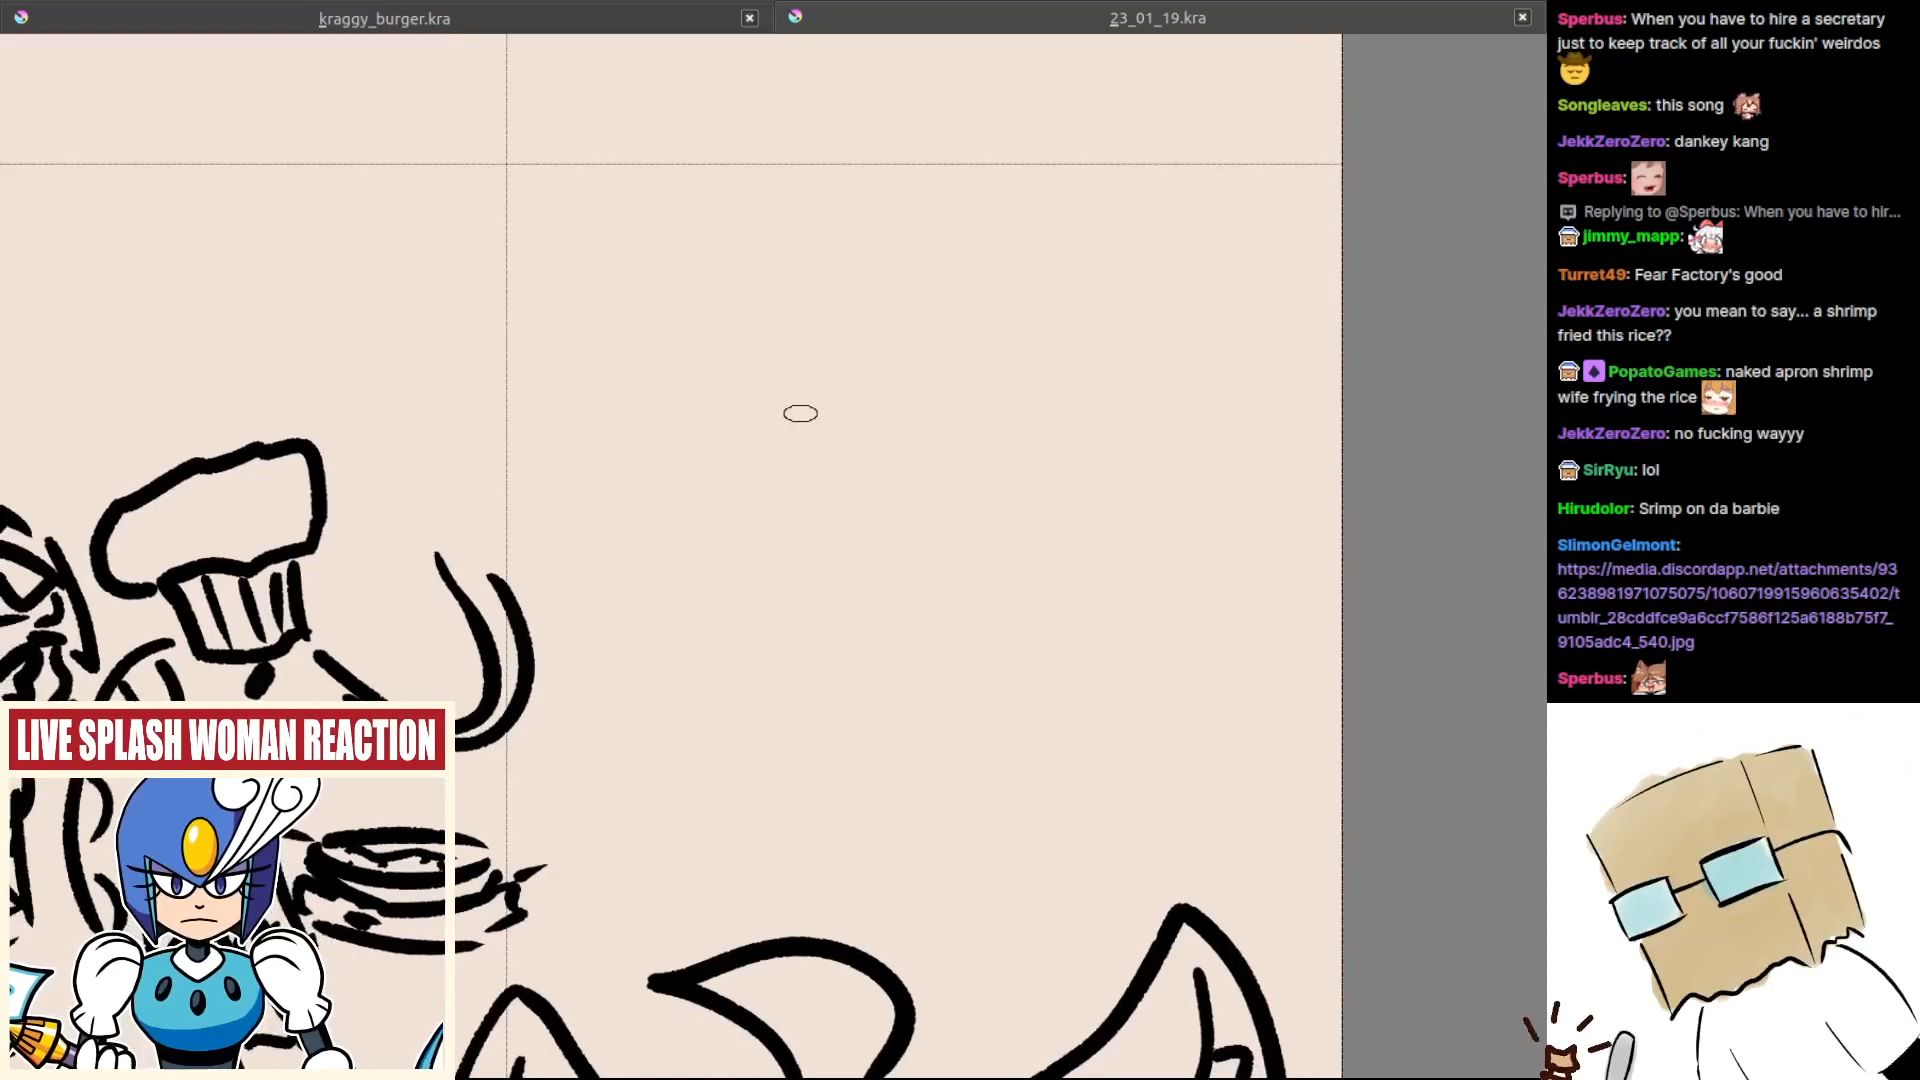 kraggy_burger.kra
23_01_19.kra
Sperbus: When you have to hire a secretary
just to keep track of all your fuckin' weirdos
Songleaves: this song
JekkZeroZero: dankey kang
Sperbus:
Replying to @Sperbus: When you have to hir...
jimmy_mapp:
Turret49: Fear Factory's good
JekkZeroZero: you mean to say... a shrimp
fried this rice??
PopatoGames: naked apron shrimp
wife frying the rice
JekkZeroZero: no fucking wayyy
SirRyu: lol
Hirudolor: Srimp on da barbie
SlimonGelmont:
https://media.discordapp.net/attachments/93
6238981971075075/1060719915960635402/t
umblr_28cddfce9a6ccf7586f125a6188b75f7_
9105adc4_540.jpg
Sperbus:
LIVE SPLASH WOMAN REACTION